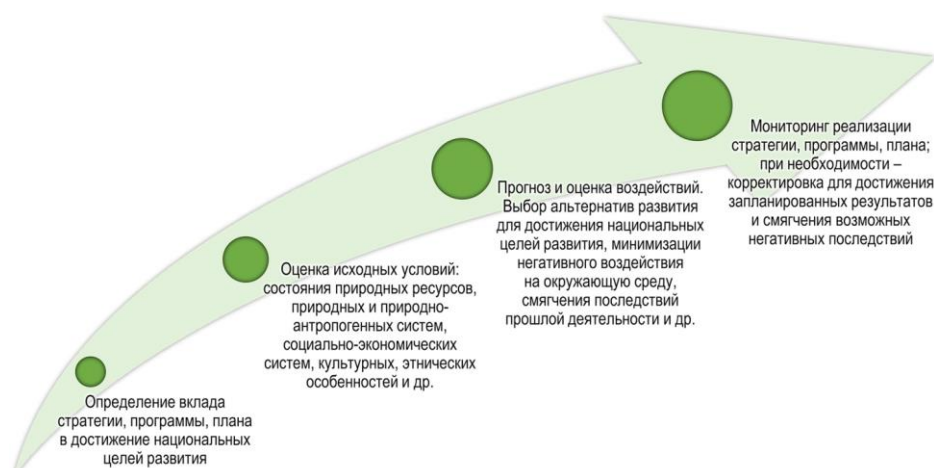 Определение вклада
стратегии, программы, плана
в достижение национальных
целей развития
Оценка исходных условий:
состояния природных ресурсов,
природных и природно-
антропогенных систем,
социально-экономических
систем, культурных, этнических
особенностей и др.
Прогноз и оценка воздействий.
Выбор альтернатив развития
для достижения национальных
целей развития, минимизации
негативного воздействия
на окружающую среду,
смягчения последствий
прошлой деятельности и др.
Мониторинг реализации
стратегии, программы, плана;
при необходимости –
корректировка для достижения
запланированных результатов
и смягчения возможных
негативных последствий